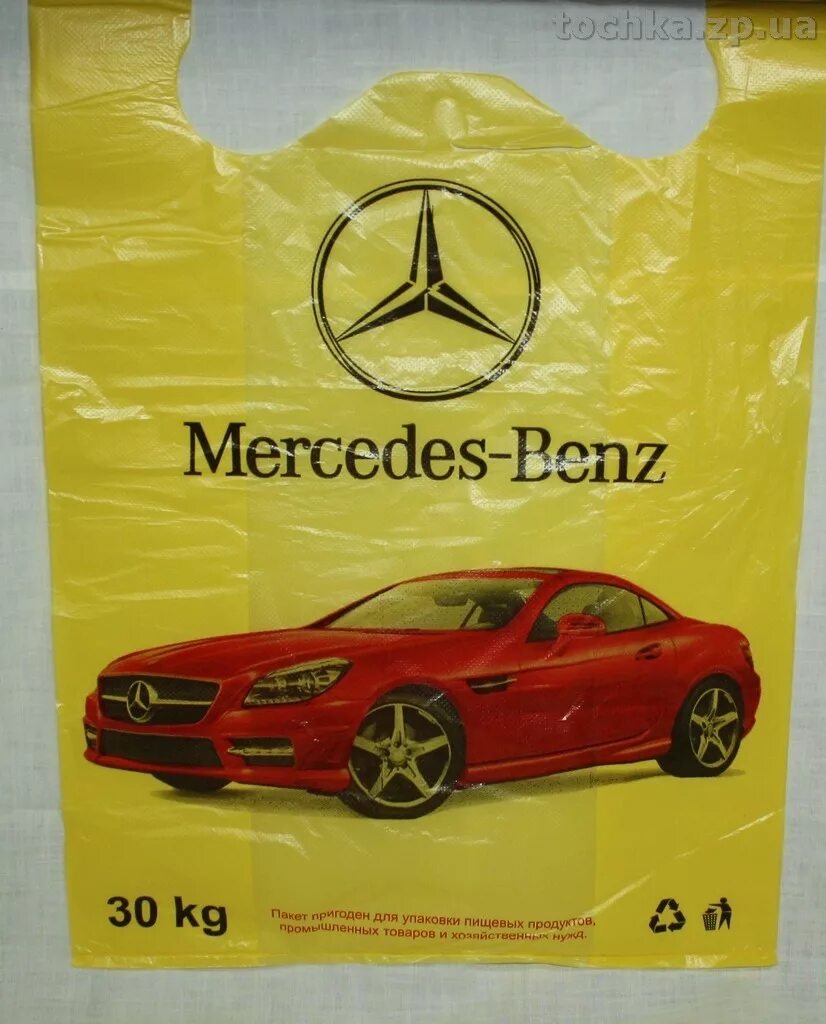 tochka.zp.ua
Mercedes-Benz
30 kg
Пакет пригоден для упаковки пищевых продуктов,
промышленных товаров и хозяйственных нужд.